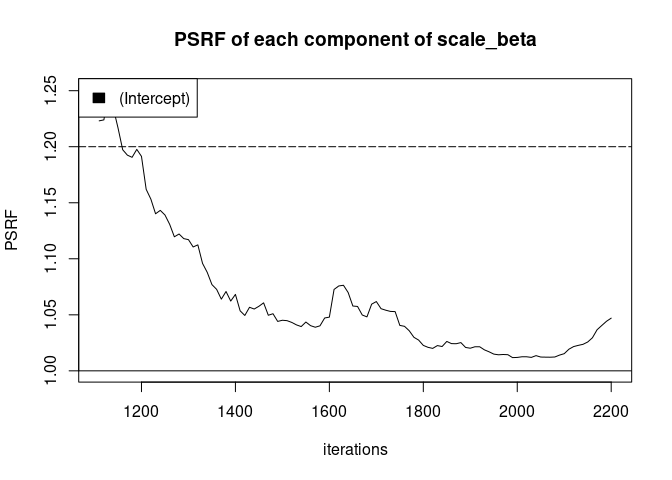 PSRF of each component of scale_beta
(Intercept)
1.25
1.20
1.15
1.10
1.05
1.00
PSRF
1200 1400 1600 1800 2000 2200
iterations